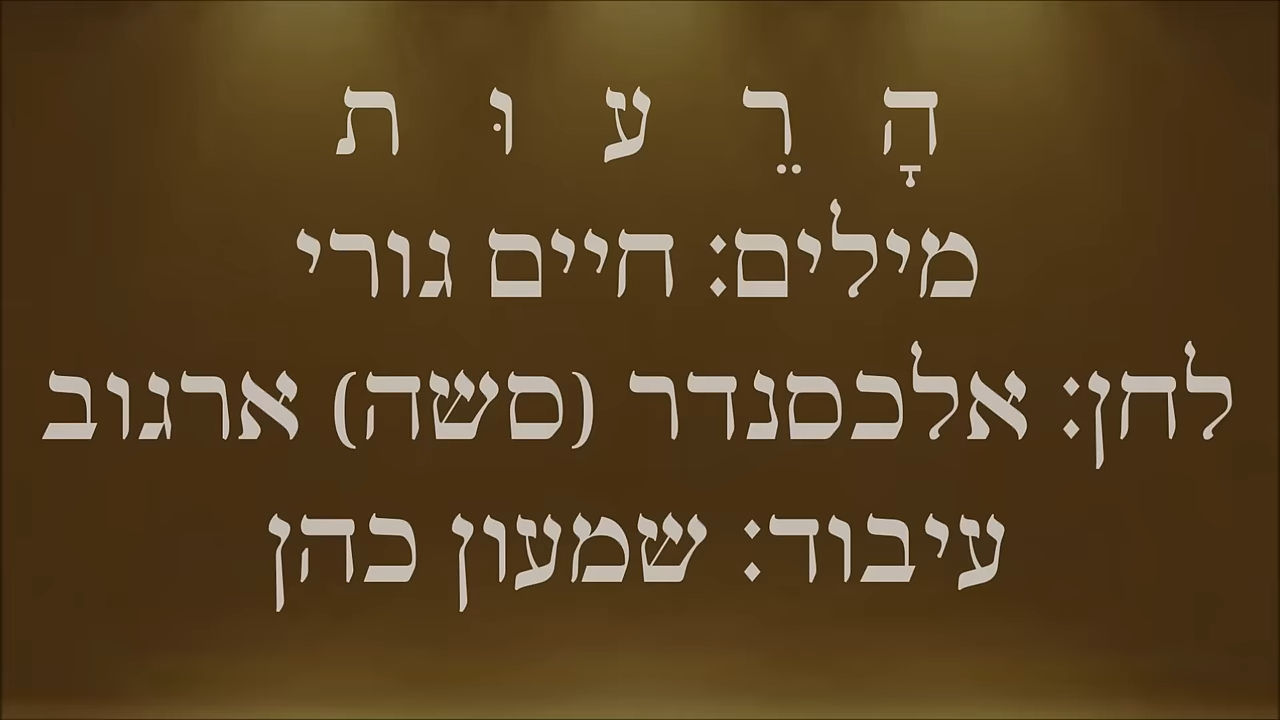 הָ רֵ ע וּ ת
מילים: חיים גורי
לחן: אלכסנדר (סשה) ארגוב
עיבוד: שמעון כהן